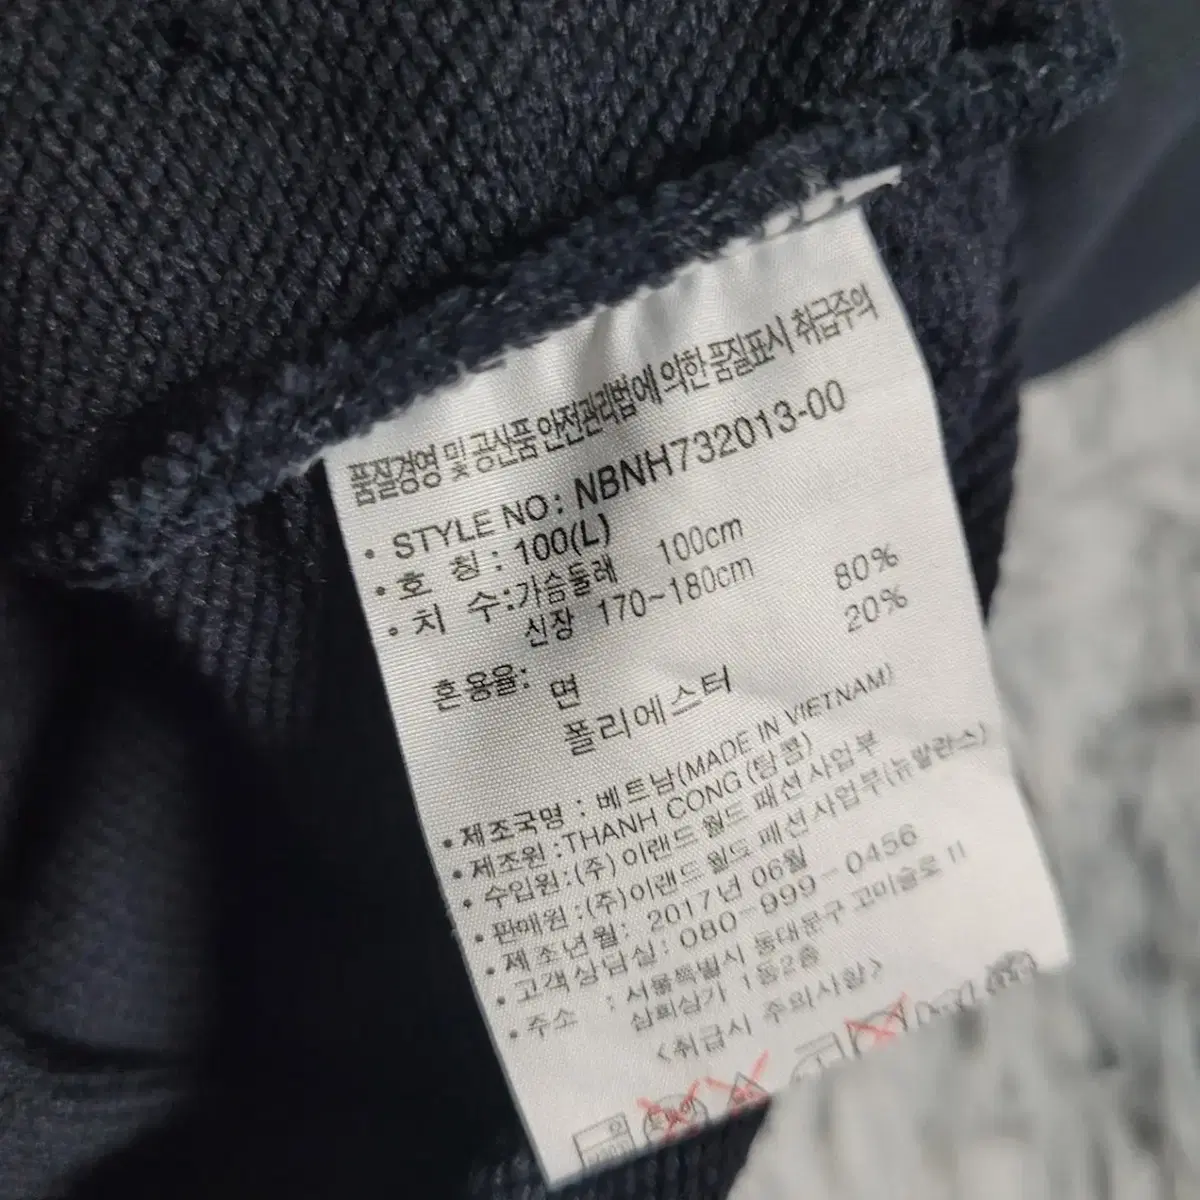 품질경영 및 공산품 안전관리법에 의한 품질표시 취급주의
• STYLE NO : NBNH732013-00
• 호 칭 : 100(L)
• 치 수 : 가슴둘레 100cm
신장 170~180cm
혼용율: 면 80%
폴리에스터 20%
• 제조국명 : 베트남(MADE IN VIETNAM)
• 제조원 : THANH CONG (탕콤)
• 수입원 : (주) 이랜드 월드 패션 사업부
• 판매원 : (주)이랜드 월드 패션사업부(뉴발란스)
• 제조년월 : 2017년 06월
• 고객상담실 : 080-999-0456
• 주소 : 서울특별시 동대문구 고미술로 11
삼희상가 1동2층
<취급시 주의사항>